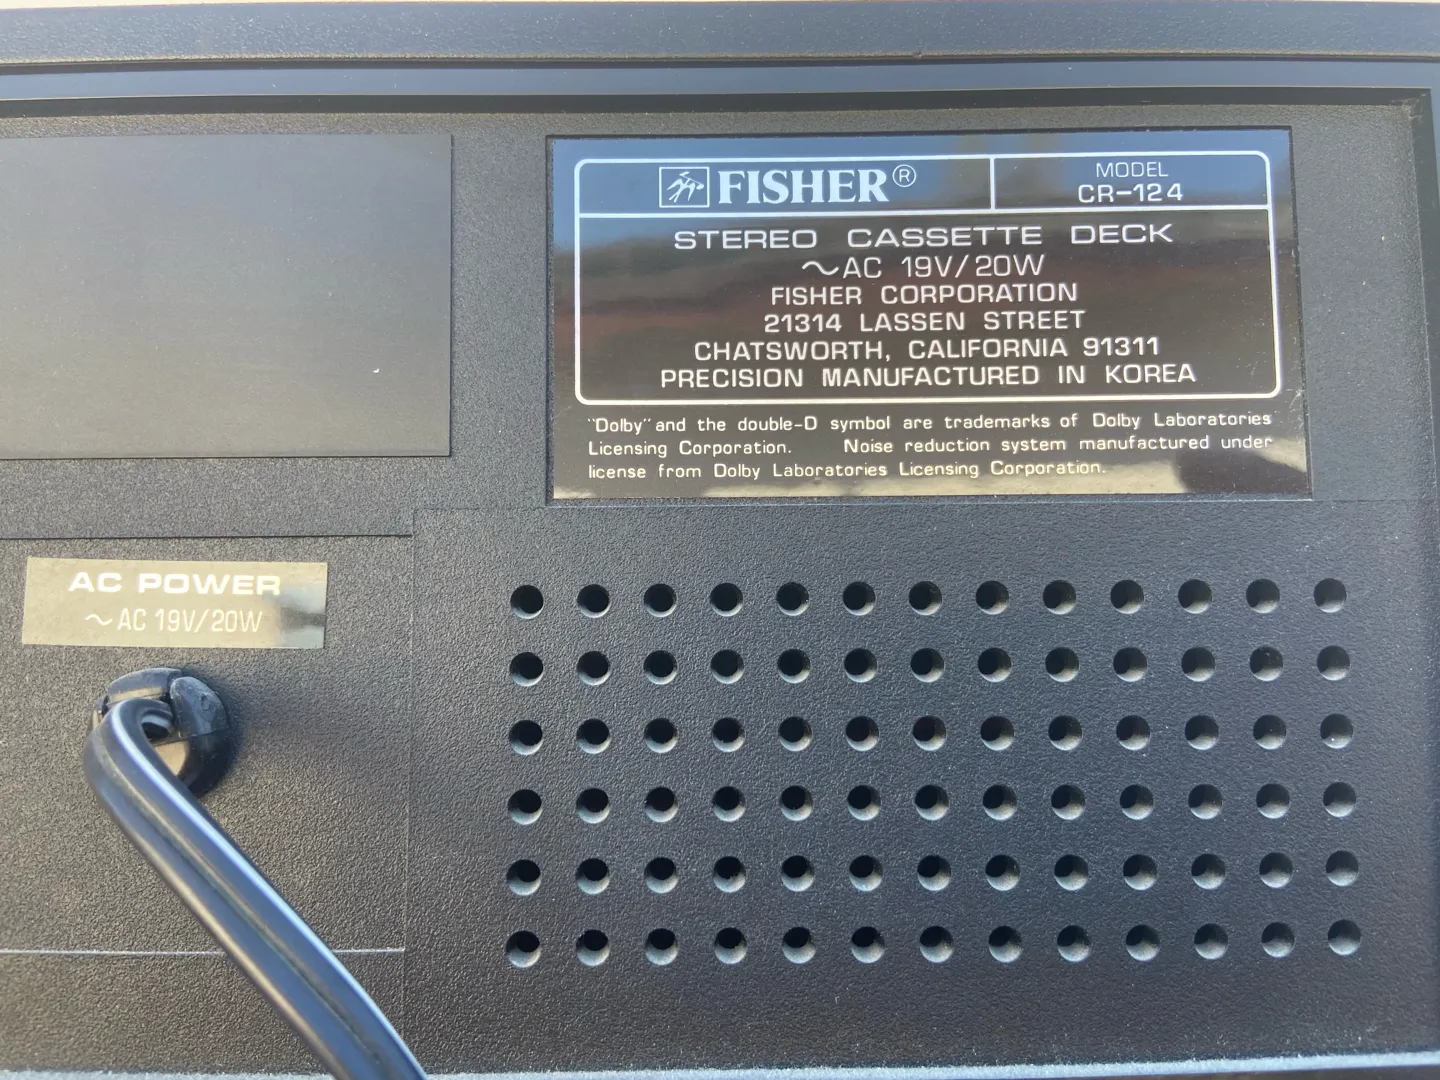 FISHER®
MODEL
CR-124
STEREO CASSETTE DECK
~AC 19V/20W
FISHER CORPORATION
21314 LASSEN STREET
CHATSWORTH, CALIFORNIA 91311
PRECISION MANUFACTURED IN KOREA
"Dolby" and the double-D symbol are trademarks of Dolby Laboratories
Licensing Corporation. Noise reduction system manufactured under
license from Dolby Laboratories Licensing Corporation.
AC POWER
~AC 19V/20W